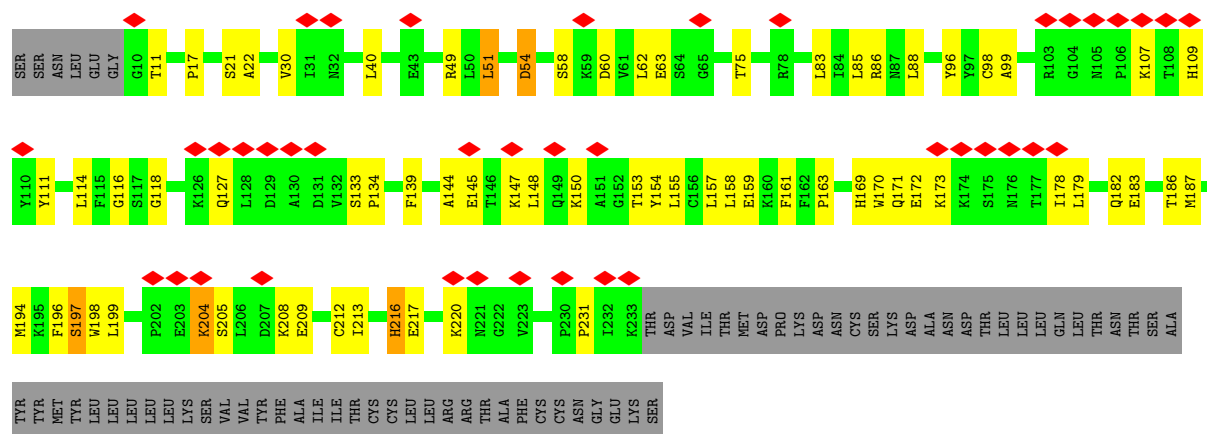 SER SER ASN LEU GLU GLY G10 T11 P17 S21 A22 V30 I31 N32 L40 E43 R49 L50 L51 D54 S58 K59 D60 V61 L62 E63 S64 G65 T75 R78 L83 I84 L85 R86 N87 L88 Y96 Y97 C98 A99 R103 G104 N105 P106 K107 T108 H109
Y110 Y111 L114 F115 G116 S117 G118 K126 Q127 L128 D129 A130 D131 V132 S133 P134 F139 A144 E145 T146 K147 L148 Q149 K150 A151 G152 T153 Y154 L155 C156 L157 L158 E159 K160 F161 F162 P163 H169 W170 Q171 E172 K173 K174 S175 N176 T177 I178 L179 Q182 E183 T186 M187
M194 K195 F196 S197 W198 L199 P202 E203 K204 S205 L206 D207 K208 E209 C212 I213 H216 E217 K220 N221 G222 V223 P230 P231 I232 K233 THR ASP VAL ILE THR MET ASP PRO LYS ASP ASN CYS SER LYS ASP ALA ASN ASP THR LEU LEU LEU GLN LEU THR ASN THR SER ALA
TYR TYR MET TYR LEU LEU LEU LEU LEU LYS SER VAL VAL TYR PHE ALA ILE ILE THR CYS CYS LEU LEU ARG ARG THR ALA PHE CYS CYS ASN GLY GLU LYS SER